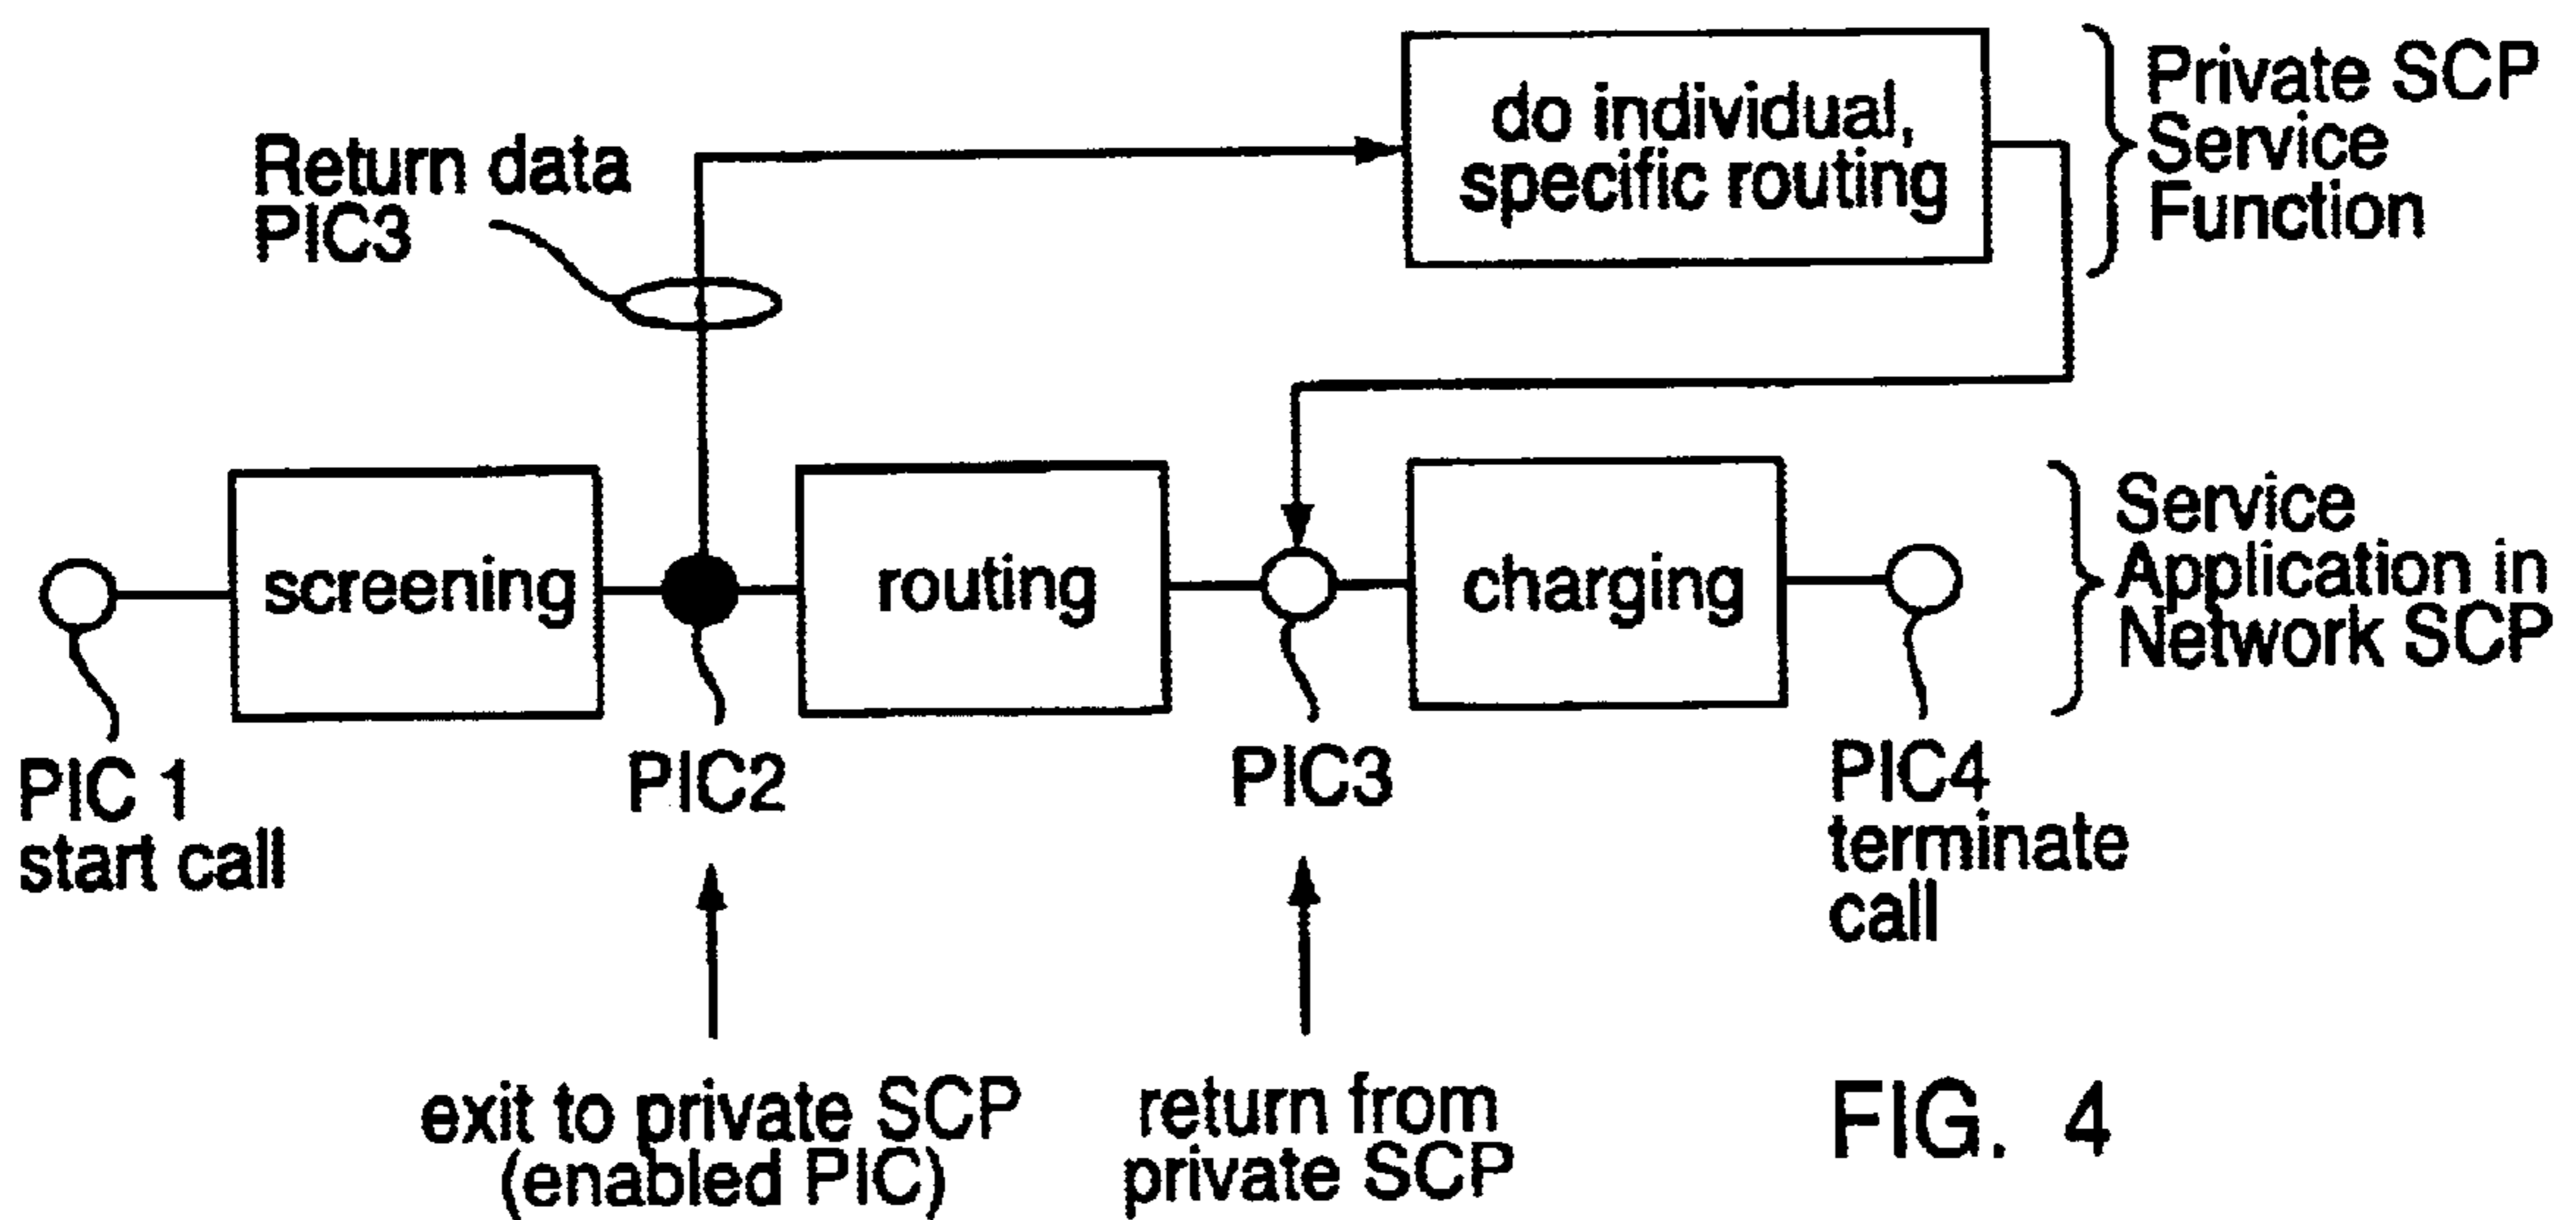 do individual,
specific routing
Private SCP
Service
Function
Return data
PIC3
screening
routing
charging
Service
Application in
Network SCP
PIC 1
start call
PIC2
PIC3
PIC4
terminate
call
exit to private SCP
(enabled PIC)
return from
private SCP
FIG. 4